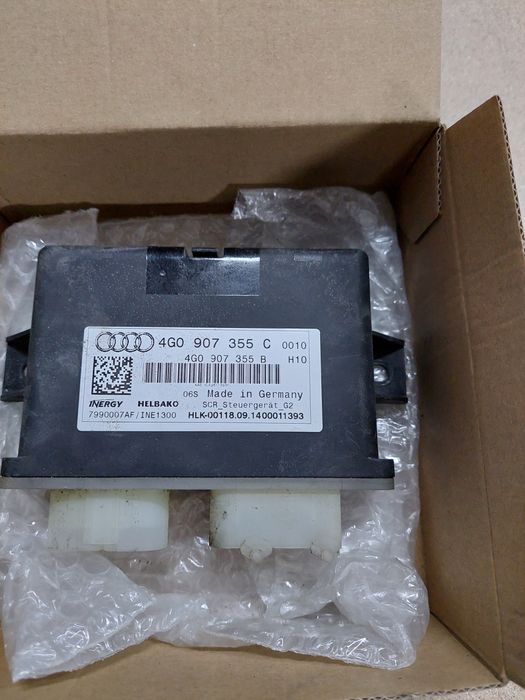 4G0 907 355 C 0010
4G0 907 355 B H10
06S Made in Germany
INERGY HELBAKO SCR_Steuergerät_G2
7990007AF/INE1300 HLK-00118.09.1400011393